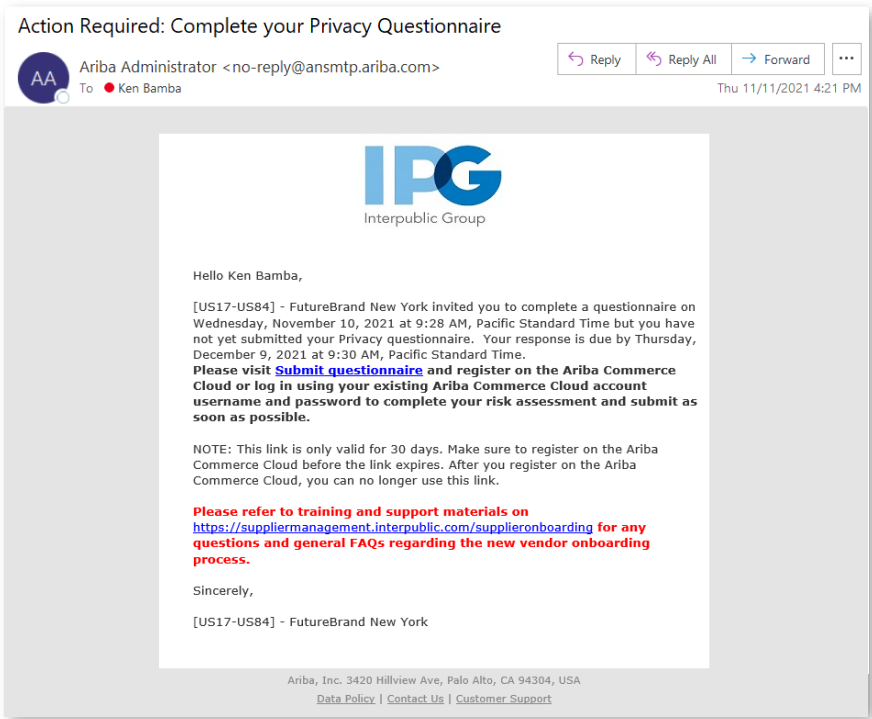 Action Required: Complete your Privacy Questionnaire
AA
Ariba Administrator <no-reply@ansmtp.ariba.com>
To Ken Bamba
Reply
Reply All
Forward
...
Thu 11/11/2021 4:21 PM
IPG
Interpublic Group
Hello Ken Bamba,
[US17-US84] - FutureBrand New York invited you to complete a questionnaire on
Wednesday, November 10, 2021 at 9:28 AM, Pacific Standard Time but you have
not yet submitted your Privacy questionnaire.  Your response is due by Thursday,
December 9, 2021 at 9:30 AM, Pacific Standard Time.
Please visit Submit questionnaire and register on the Ariba Commerce
Cloud or log in using your existing Ariba Commerce Cloud account
username and password to complete your risk assessment and submit as
soon as possible.
NOTE: This link is only valid for 30 days. Make sure to register on the Ariba
Commerce Cloud before the link expires. After you register on the Ariba
Commerce Cloud, you can no longer use this link.
Please refer to training and support materials on
https://suppliermanagement.interpublic.com/supplieronboarding for any
questions and general FAQs regarding the new vendor onboarding
process.
Sincerely,
[US17-US84] - FutureBrand New York
Ariba, Inc. 3420 Hillview Ave, Palo Alto, CA 94304, USA
Data Policy | Contact Us | Customer Support